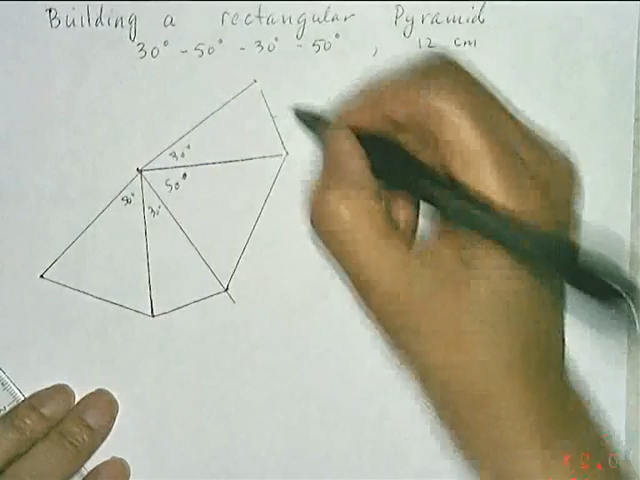 Building a rectangular Pyramid
30° - 50° - 30° - 50° , 12 cm
30°
50°
50° 30°